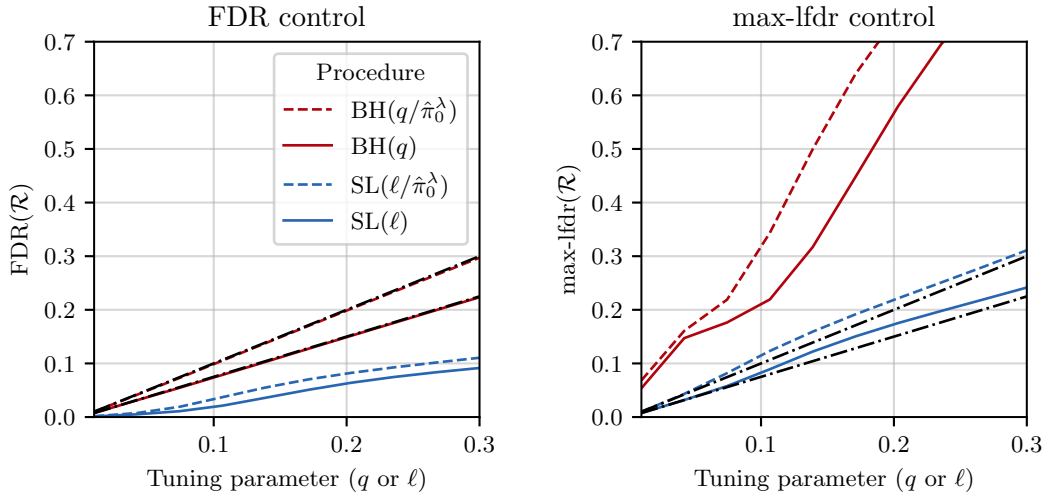 FDR control
FDR(ℛ)
0.7
0.6
0.5
0.4
0.3
0.2
0.1
0.0
Procedure
BH(q/π̂₀^λ)
BH(q)
SL(ℓ/π̂₀^λ)
SL(ℓ)
0.1 0.2 0.3
Tuning parameter (q or ℓ)
max-lfdr control
max-lfdr(ℛ)
0.7
0.6
0.5
0.4
0.3
0.2
0.1
0.0
0.1 0.2 0.3
Tuning parameter (q or ℓ)